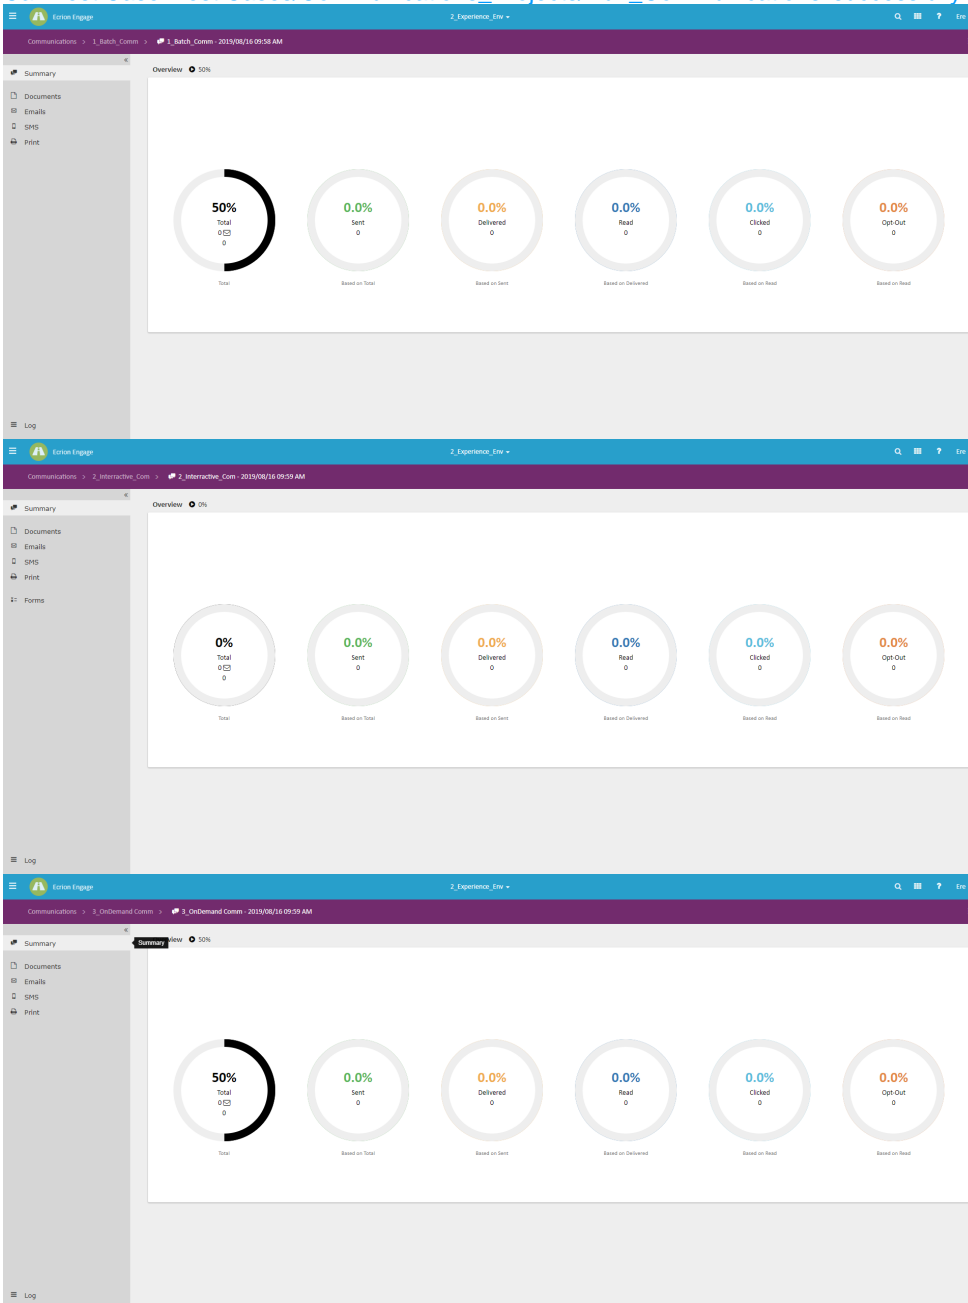 Ecrion Engage 2_Experience_Env
? Ere
Communications > 1_Batch_Comm > 1_Batch_Comm - 2019/08/16 09:58 AM
«
Summary
Overview 50%
Documents
Emails
SMS
Print
50% 0.0% 0.0% 0.0% 0.0% 0.0%
Total Sent Delivered Read Clicked Opt-Out
0 0 0 0 0 0
0
Total Based on Total Based on Sent Based on Delivered Based on Read Based on Read
Log
Ecrion Engage 2_Experience_Env
? Ere
Communications > 2_Interractive_Com > 2_Interractive_Com - 2019/08/16 09:59 AM
«
Summary
Overview 0%
Documents
Emails
SMS
Print
Forms
0% 0.0% 0.0% 0.0% 0.0% 0.0%
Total Sent Delivered Read Clicked Opt-Out
0 0 0 0 0 0
0
Total Based on Total Based on Sent Based on Delivered Based on Read Based on Read
Log
Ecrion Engage 2_Experience_Env
? Ere
Communications > 3_OnDemand Comm > 3_OnDemand Comm - 2019/08/16 09:59 AM
«
Summary
Summary view 50%
Documents
Emails
SMS
Print
50% 0.0% 0.0% 0.0% 0.0% 0.0%
Total Sent Delivered Read Clicked Opt-Out
0 0 0 0 0 0
0
Total Based on Total Based on Sent Based on Delivered Based on Read Based on Read
Log